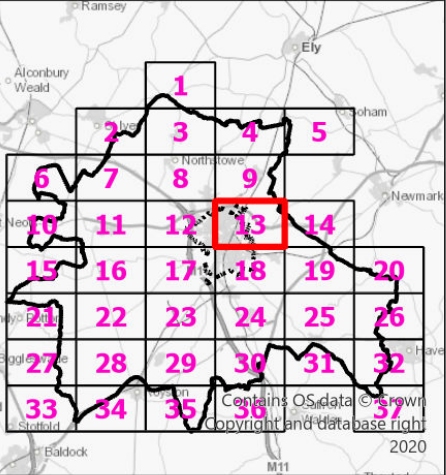 Ramsey
Ely
Alconbury
Weald
1
Soham
2 3 4 5
Northstowe
6 7 8 9
Newmark
10 11 12 13 14
15 16 17 18 19 20
21 22 23 24 25 26
27 28 29 30 31 32
Royston
33 34 35 36 37
Contains OS data © Crown
Copyright and database right
2020
Stotfold
Baldock
M11